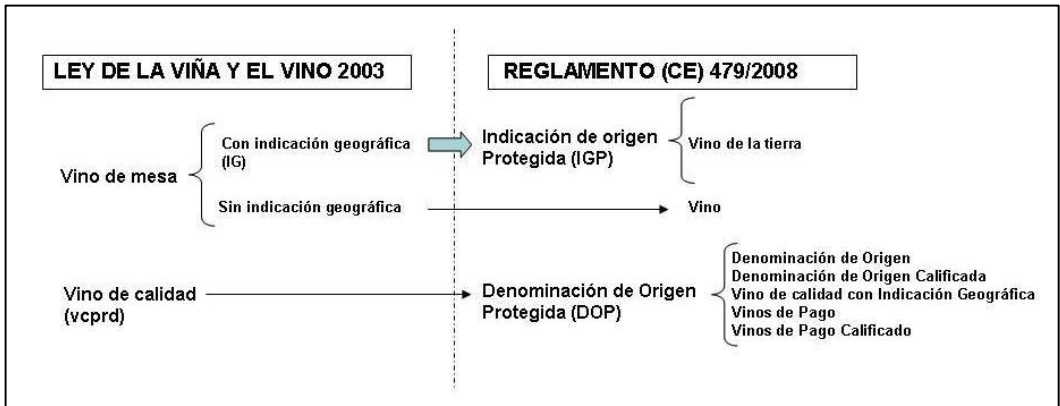 LEY DE LA VIÑA Y EL VINO 2003
REGLAMENTO (CE) 479/2008
Vino de mesa
Con indicación geográfica
(IG)
Sin indicación geográfica
Indicación de origen
Protegida (IGP)
Vino de la tierra
Vino
Vino de calidad
(vcprd)
Denominación de Origen
Protegida (DOP)
Denominación de Origen
Denominación de Origen Calificada
Vino de calidad con Indicación Geográfica
Vinos de Pago
Vinos de Pago Calificado